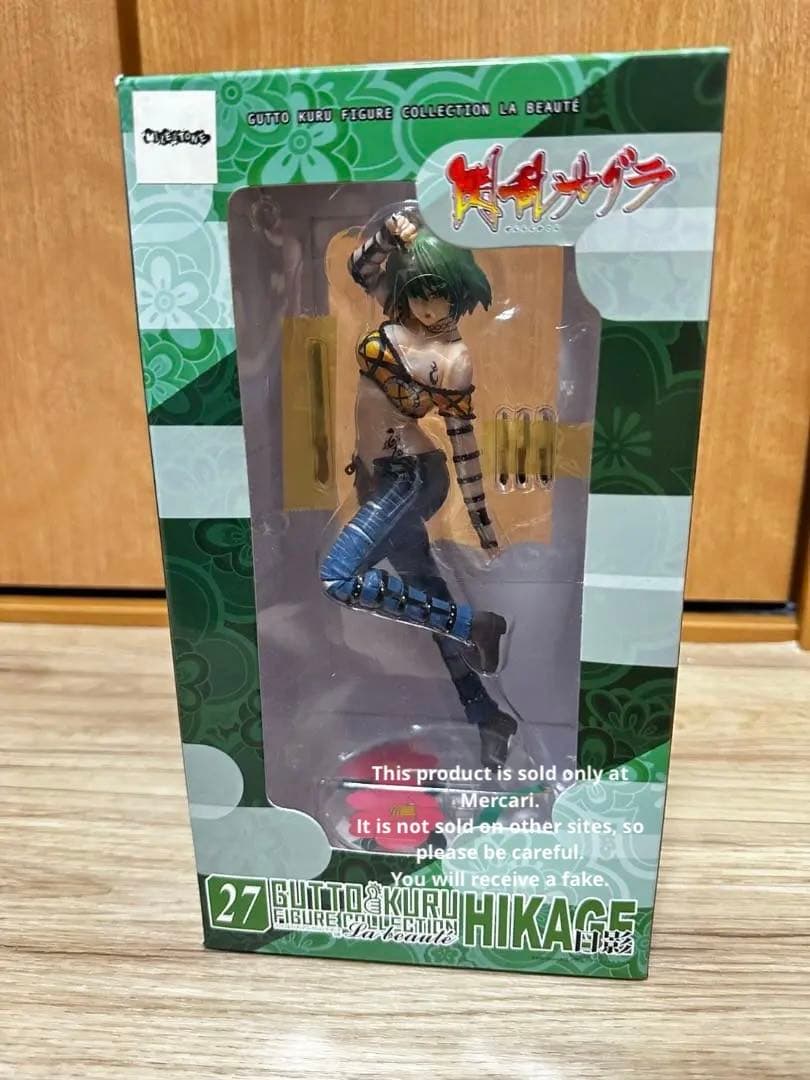 GUTTO KURU FIGURE COLLECTION LA BEAUTÉ
MILESTONE
閃乱カグラ
This product is sold only at
Mercari.
It is not sold on other sites, so
please be careful.
You will receive a fake.
27
GUTTO KURU
FIGURE COLLECTION
La beauté
HIKAGE
日影